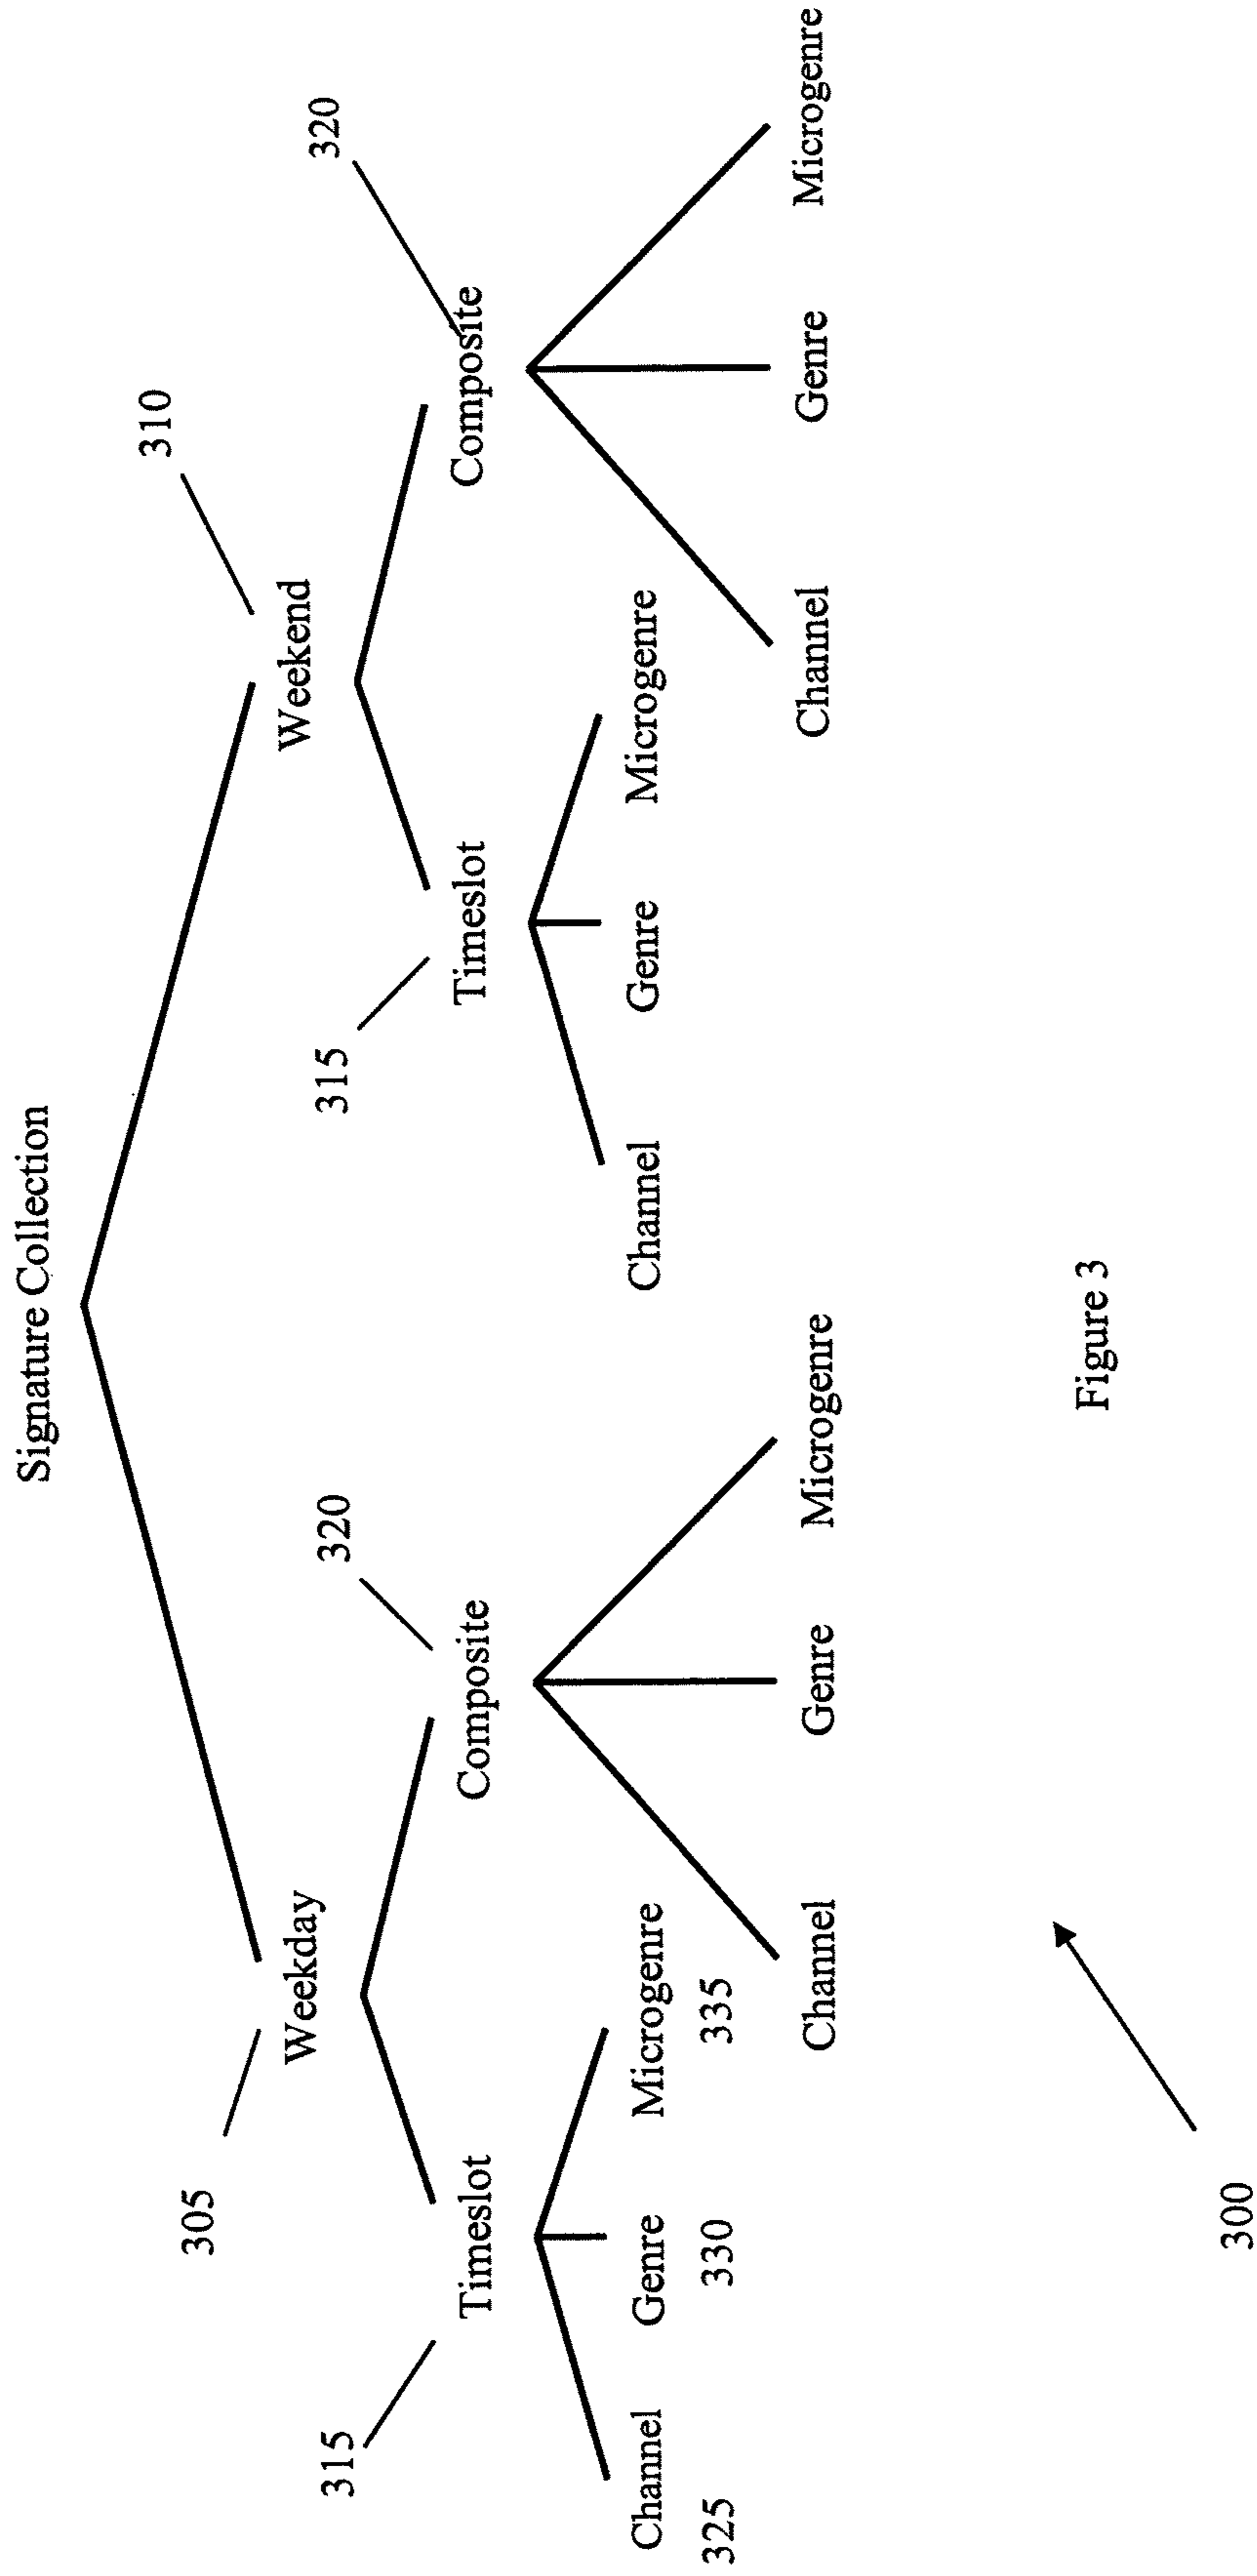 Signature Collection
310
305
Weekday
Weekend
315
320
315
320
Timeslot
Composite
Timeslot
Composite
Channel
Genre
Microgenre
Channel
Genre
Microgenre
325
330
335
Channel
Genre
Microgenre
Channel
Genre
Microgenre
Figure 3
300